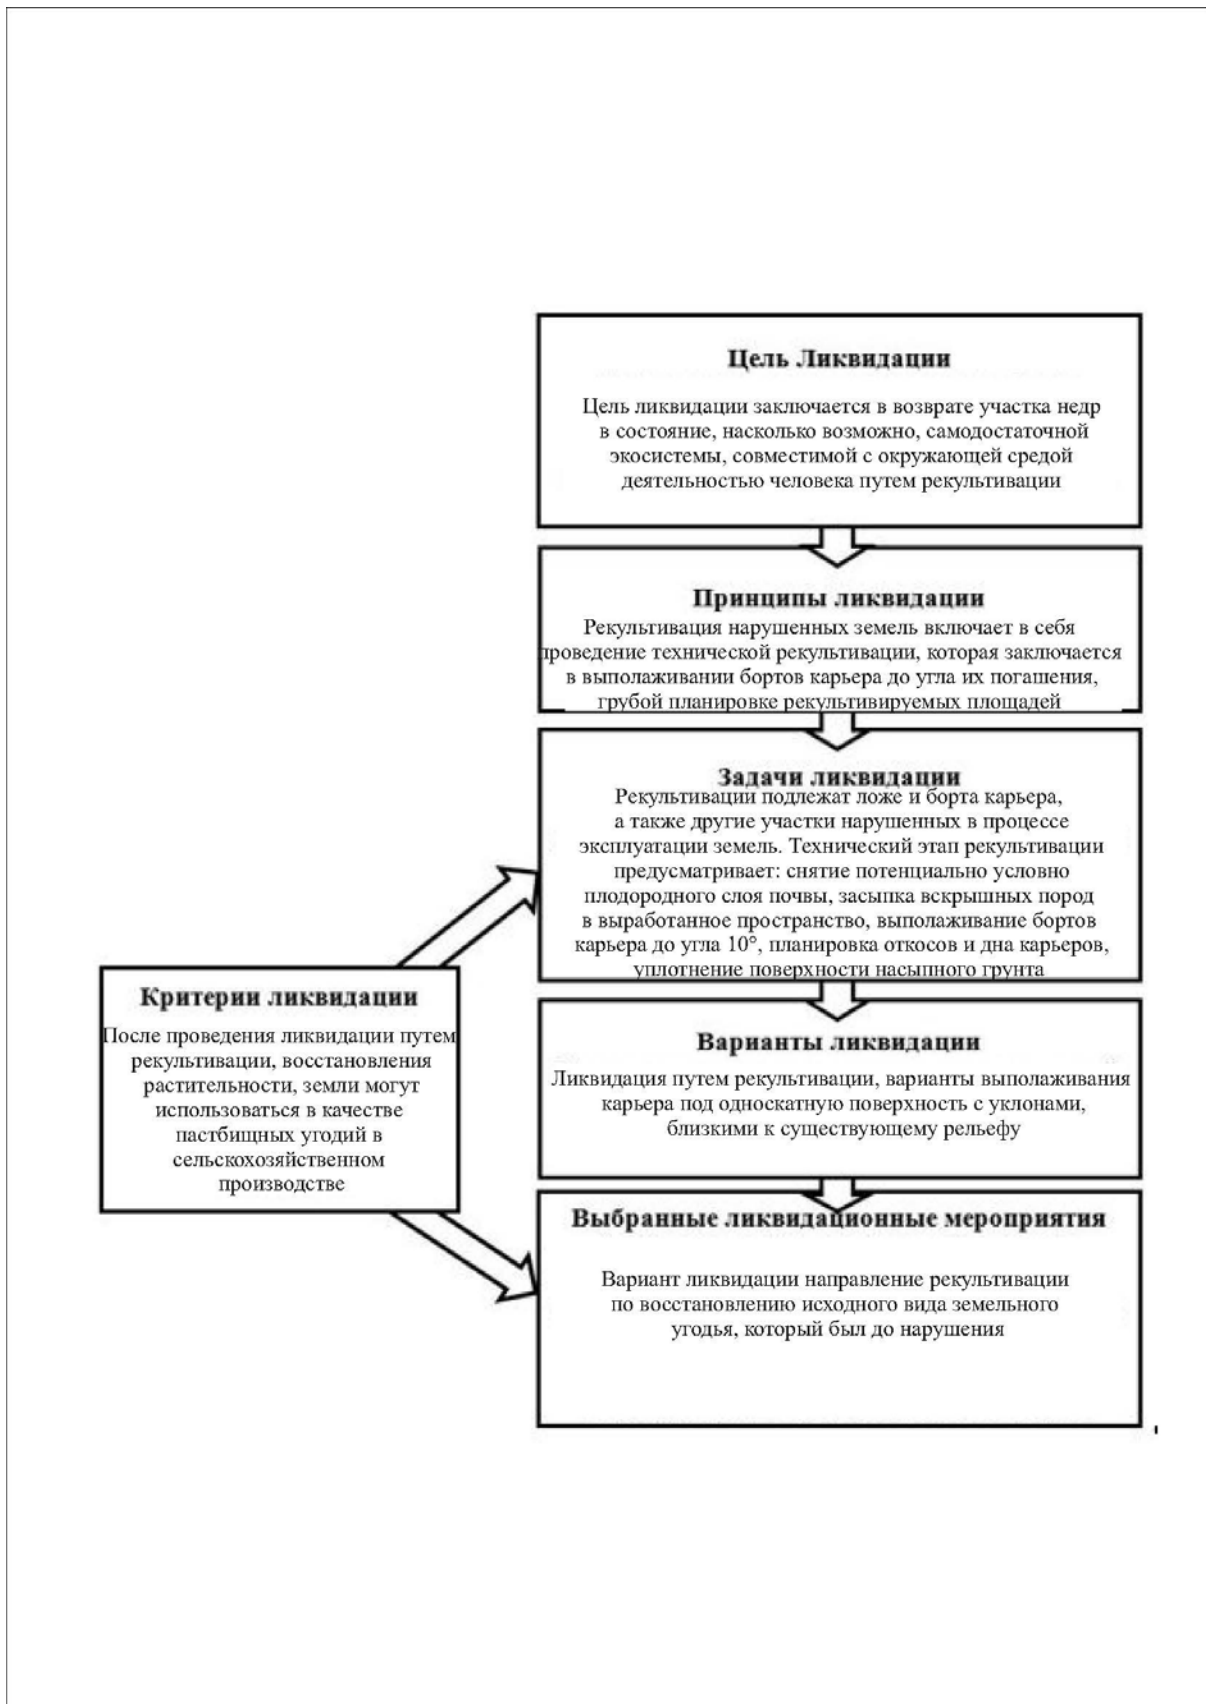 Цель Ликвидации
Цель ликвидации заключается в возврате участка недр
в состояние, насколько возможно, самодостаточной
экосистемы, совместимой с окружающей средой
деятельностью человека путем рекультивации
Принципы ликвидации
Рекультивация нарушенных земель включает в себя
проведение технической рекультивации, которая заключается
в выполаживании бортов карьера до угла их погашения,
грубой планировке рекультивируемых площадей
Задачи ликвидации
Рекультивации подлежат ложе и борта карьера,
а также другие участки нарушенных в процессе
эксплуатации земель. Технический этап рекультивации
предусматривает: снятие потенциально условно
плодородного слоя почвы, засыпка вскрышных пород
в выработанное пространство, выполаживание бортов
карьера до угла 10°, планировка откосов и дна карьеров,
уплотнение поверхности насыпного грунта
Критерии ликвидации
После проведения ликвидации путем
рекультивации, восстановления
растительности, земли могут
использоваться в качестве
пастбищных угодий в
сельскохозяйственном
производстве
Варианты ликвидации
Ликвидация путем рекультивации, варианты выполаживания
карьера под односкатную поверхность с уклонами,
близкими к существующему рельефу
Выбранные ликвидационные мероприятия
Вариант ликвидации направление рекультивации
по восстановлению исходного вида земельного
угодья, который был до нарушения